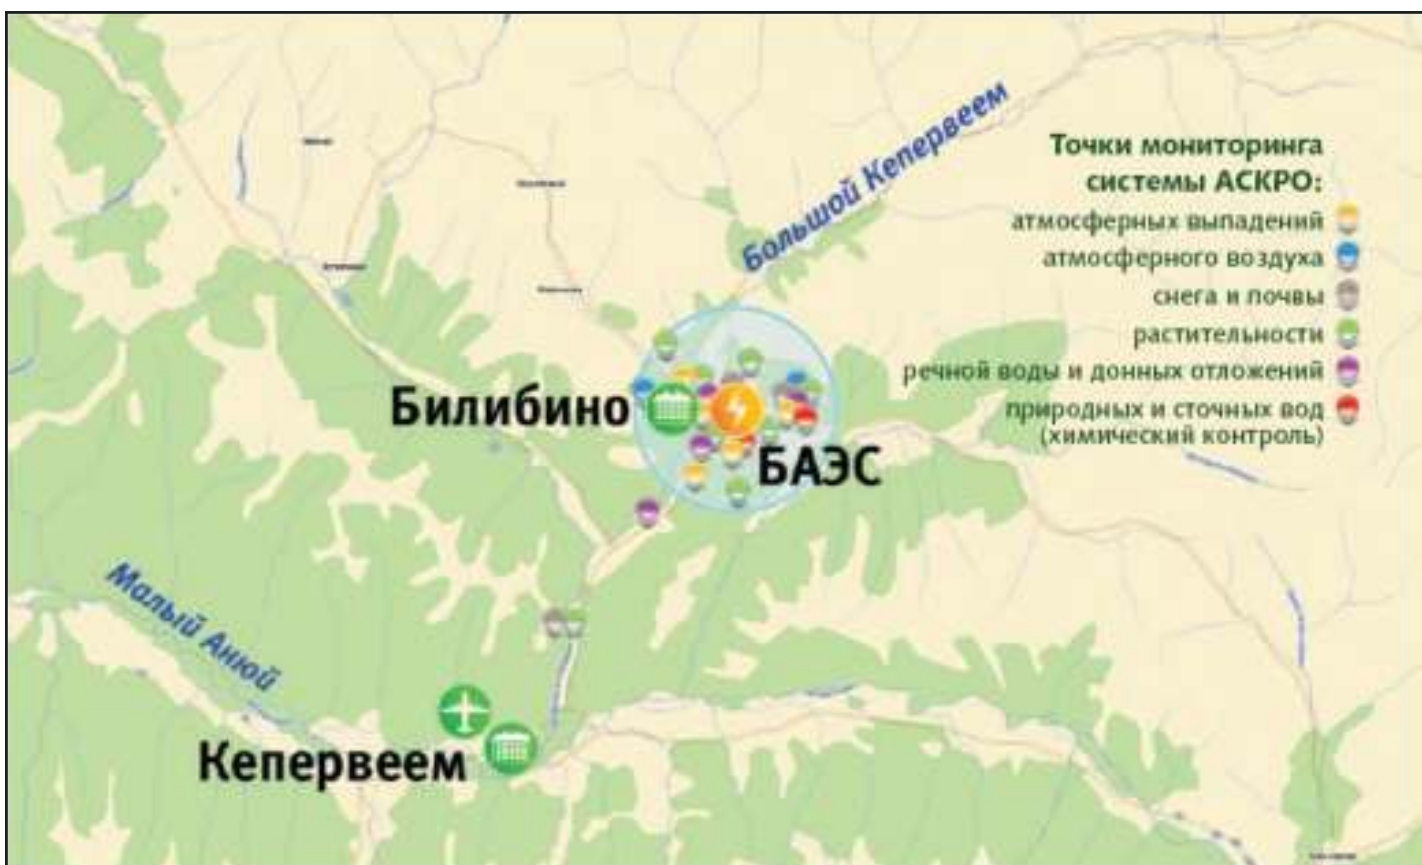 Большой Кепервеем
Точки мониторинга
системы АСКРО:
атмосферных выпадений
атмосферного воздуха
снега и почвы
растительности
речной воды и донных отложений
природных и сточных вод
(химический контроль)
Билибино
БАЭС
Малый Анюй
Кепервеем